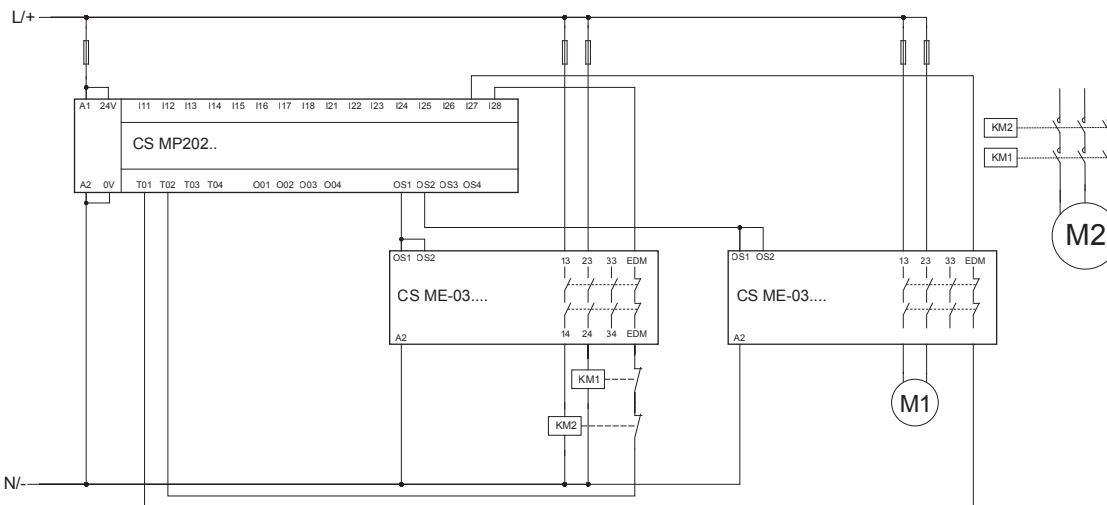 L/+
A1 24V I11 I12 I13 I14 I15 I16 I17 I18 I21 I22 I23 I24 I25 I26 I27 I28
CS MP202..
A2 0V T01 T02 T03 T04 O01 O02 O03 O04 OS1 OS2 OS3 OS4
KM2
KM1
M2
OS1 OS2 13 23 33 EDM
CS ME-03....
A2 14 24 34 EDM
OS1 OS2 13 23 33 EDM
CS ME-03....
A2
KM1
KM2
M1
N/-